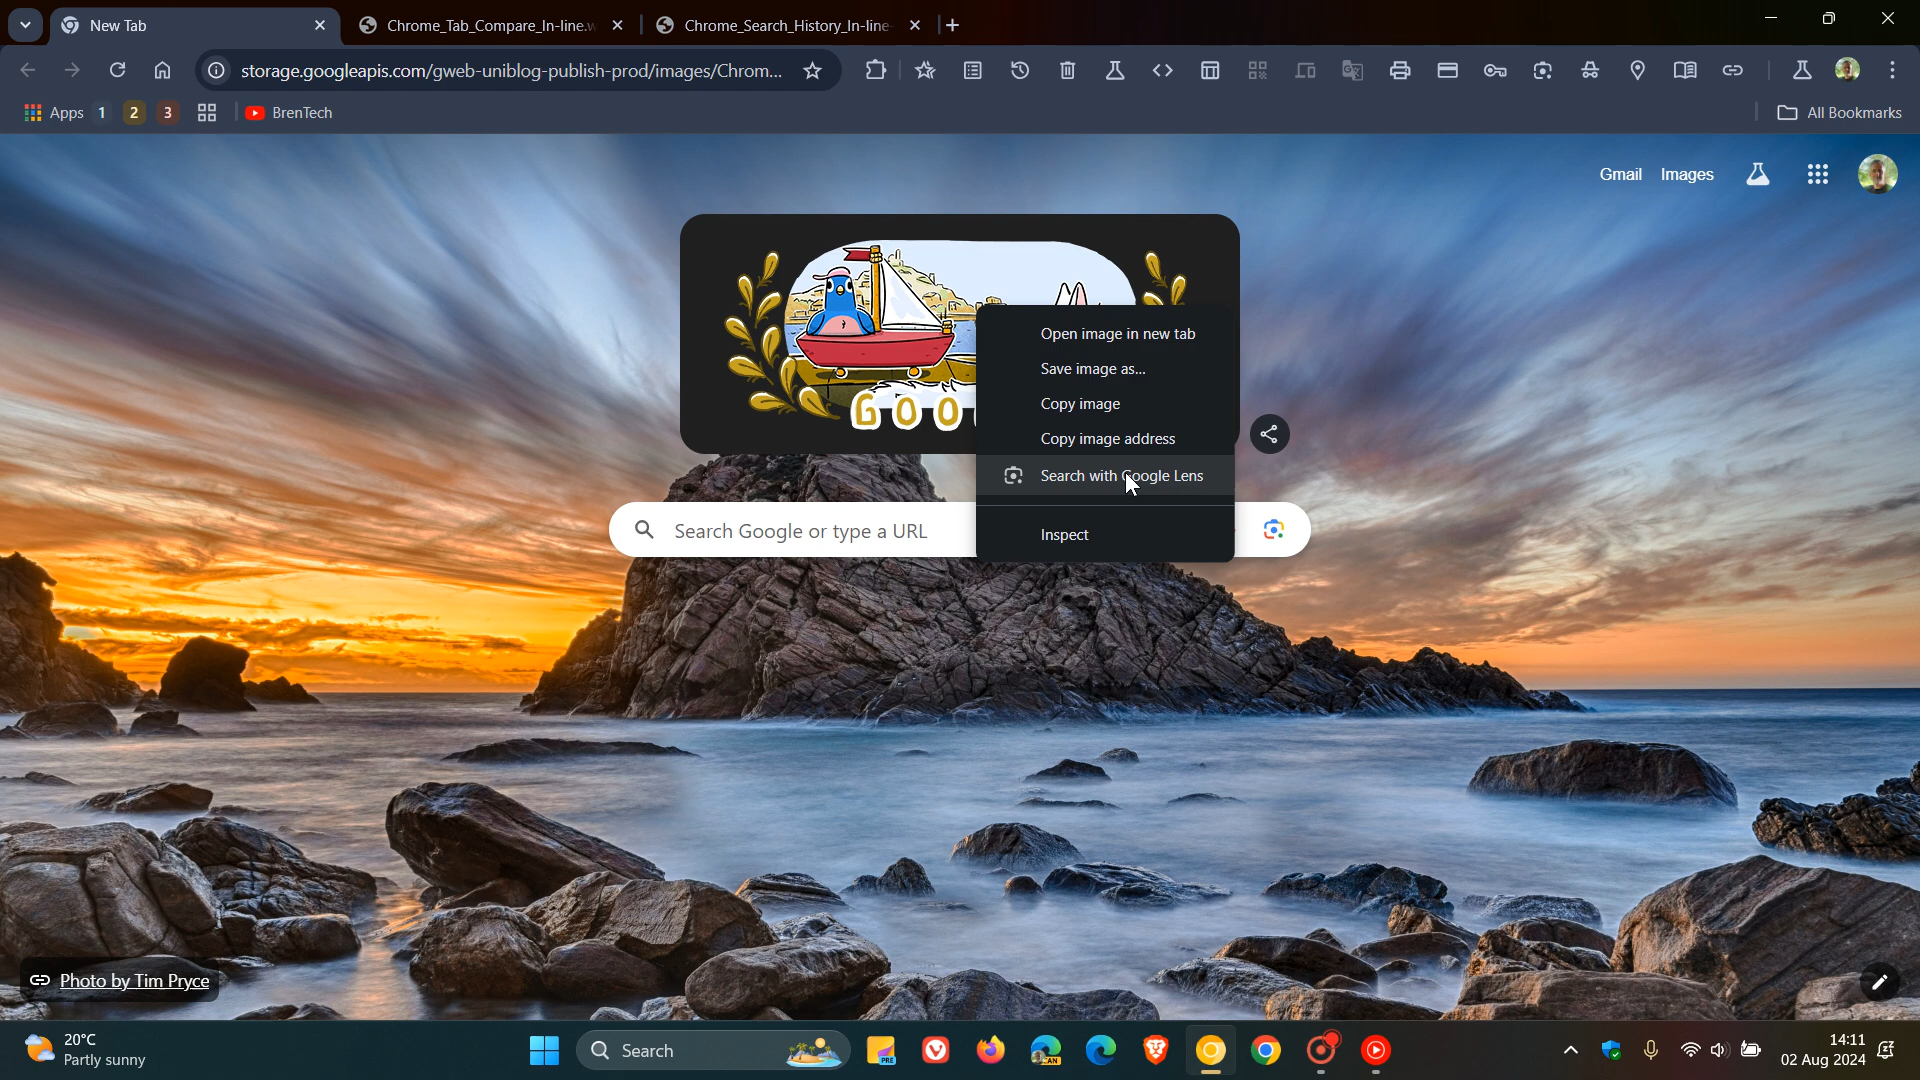 New Tab
Chrome_Tab_Compare_In-line.w
Chrome_Search_History_In-line-
storage.googleapis.com/gweb-uniblog-publish-prod/images/Chrom...
Apps 1 2 3 BrenTech
All Bookmarks
Gmail Images
GOO
Open image in new tab
Save image as...
Copy image
Copy image address
Search with Google Lens
Inspect
Search Google or type a URL
Photo by Tim Pryce
20°C
Partly sunny
Search
PRE
CAN
14:11
02 Aug 2024